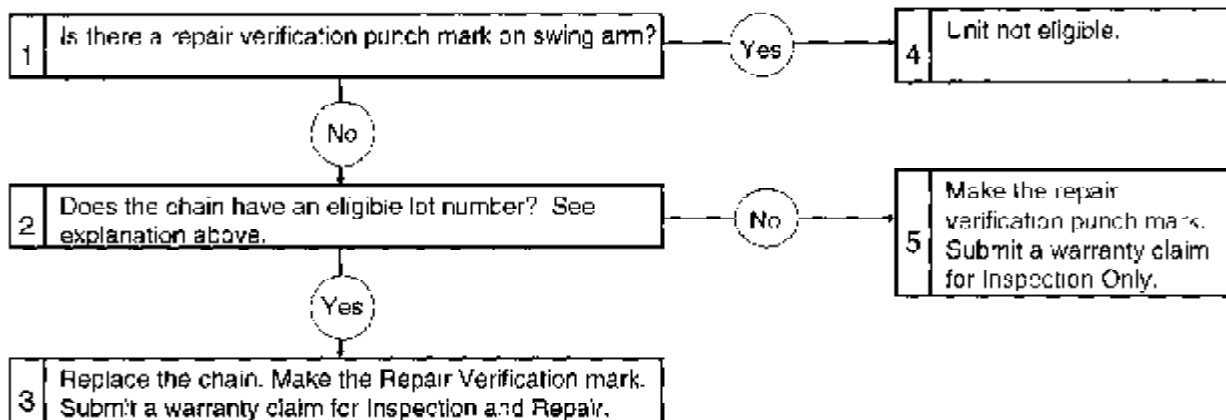 1
Is there a repair verification punch mark on swing arm?
Yes
4
Unit not eligible.
No
2
Does the chain have an eligible lot number? See
explanation above.
No
5
Make the repair
verification punch mark.
Submit a warranty claim
for Inspection Only.
Yes
3
Replace the chain. Make the Repair Verification mark.
Submit a warranty claim for Inspection and Repair.